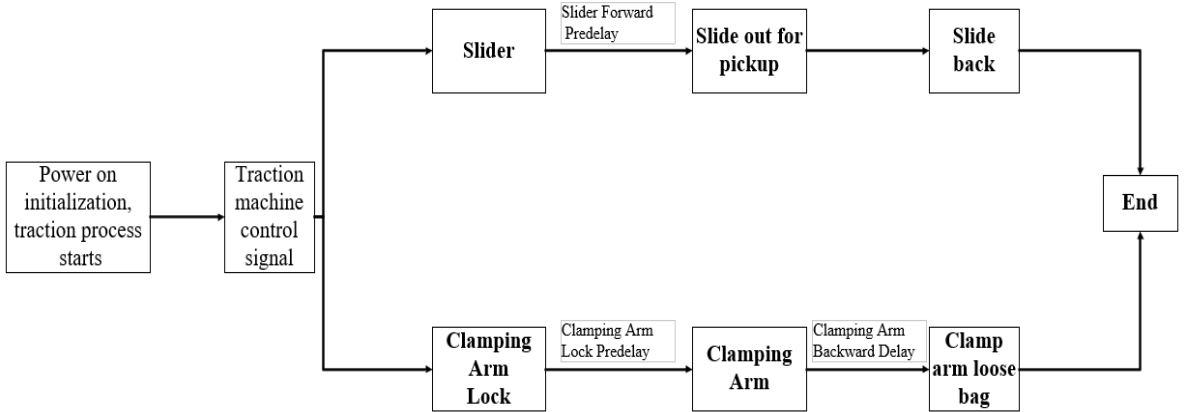 Power on
initialization,
traction process
starts
Traction
machine
control
signal
Slider
Slider Forward
Predelay
Slide out for
pickup
Slide
back
Clamping
Arm
Lock
Clamping Arm
Lock Predelay
Clamping
Arm
Clamping Arm
Backward Delay
Clamp
arm loose
bag
End